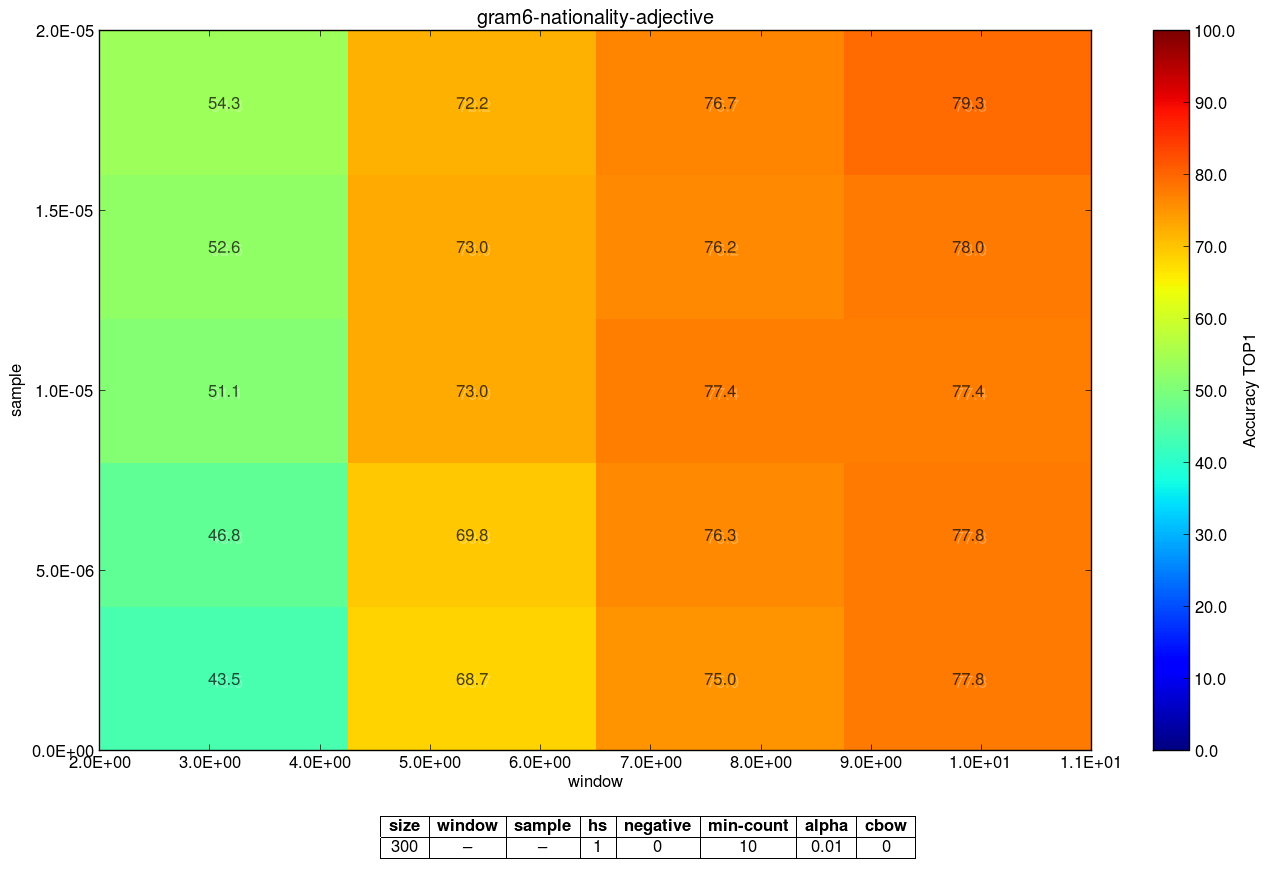 gram6-nationality-adjective
2.0E-05
100.0
54.3 72.2 76.7 79.3
90.0
80.0
1.5E-05
52.6 73.0 76.2 78.0
70.0
60.0
sample
1.0E-05
51.1 73.0 77.4 77.4
50.0
Accuracy TOP1
40.0
46.8 69.8 76.3 77.8
30.0
5.0E-06
20.0
43.5 68.7 75.0 77.8
10.0
0.0E+00
0.0
2.0E+00 3.0E+00 4.0E+00 5.0E+00 6.0E+00 7.0E+00 8.0E+00 9.0E+00 1.0E+01 1.1E+01
window
size window sample hs negative min-count alpha cbow
300 – – 1 0 10 0.01 0